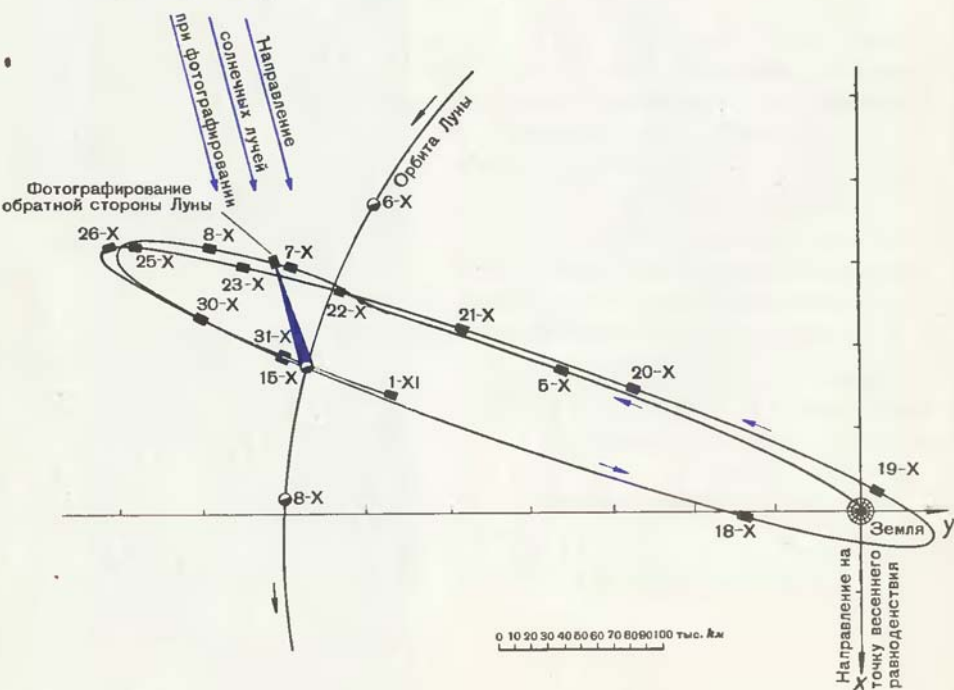 Направление
солнечных лучей
при фотографировании
Орбита Луны
6-X
Фотографирование
обратной стороны Луны
26-X
25-X
8-X
7-X
23-X
22-X
21-X
30-X
31-X
15-X
1-XI
5-X
20-X
19-X
8-X
18-X
Земля
У
Направление на
точку весеннего
равноденствия
X
0 10 20 30 40 50 60 70 80 90 100 тыс. км